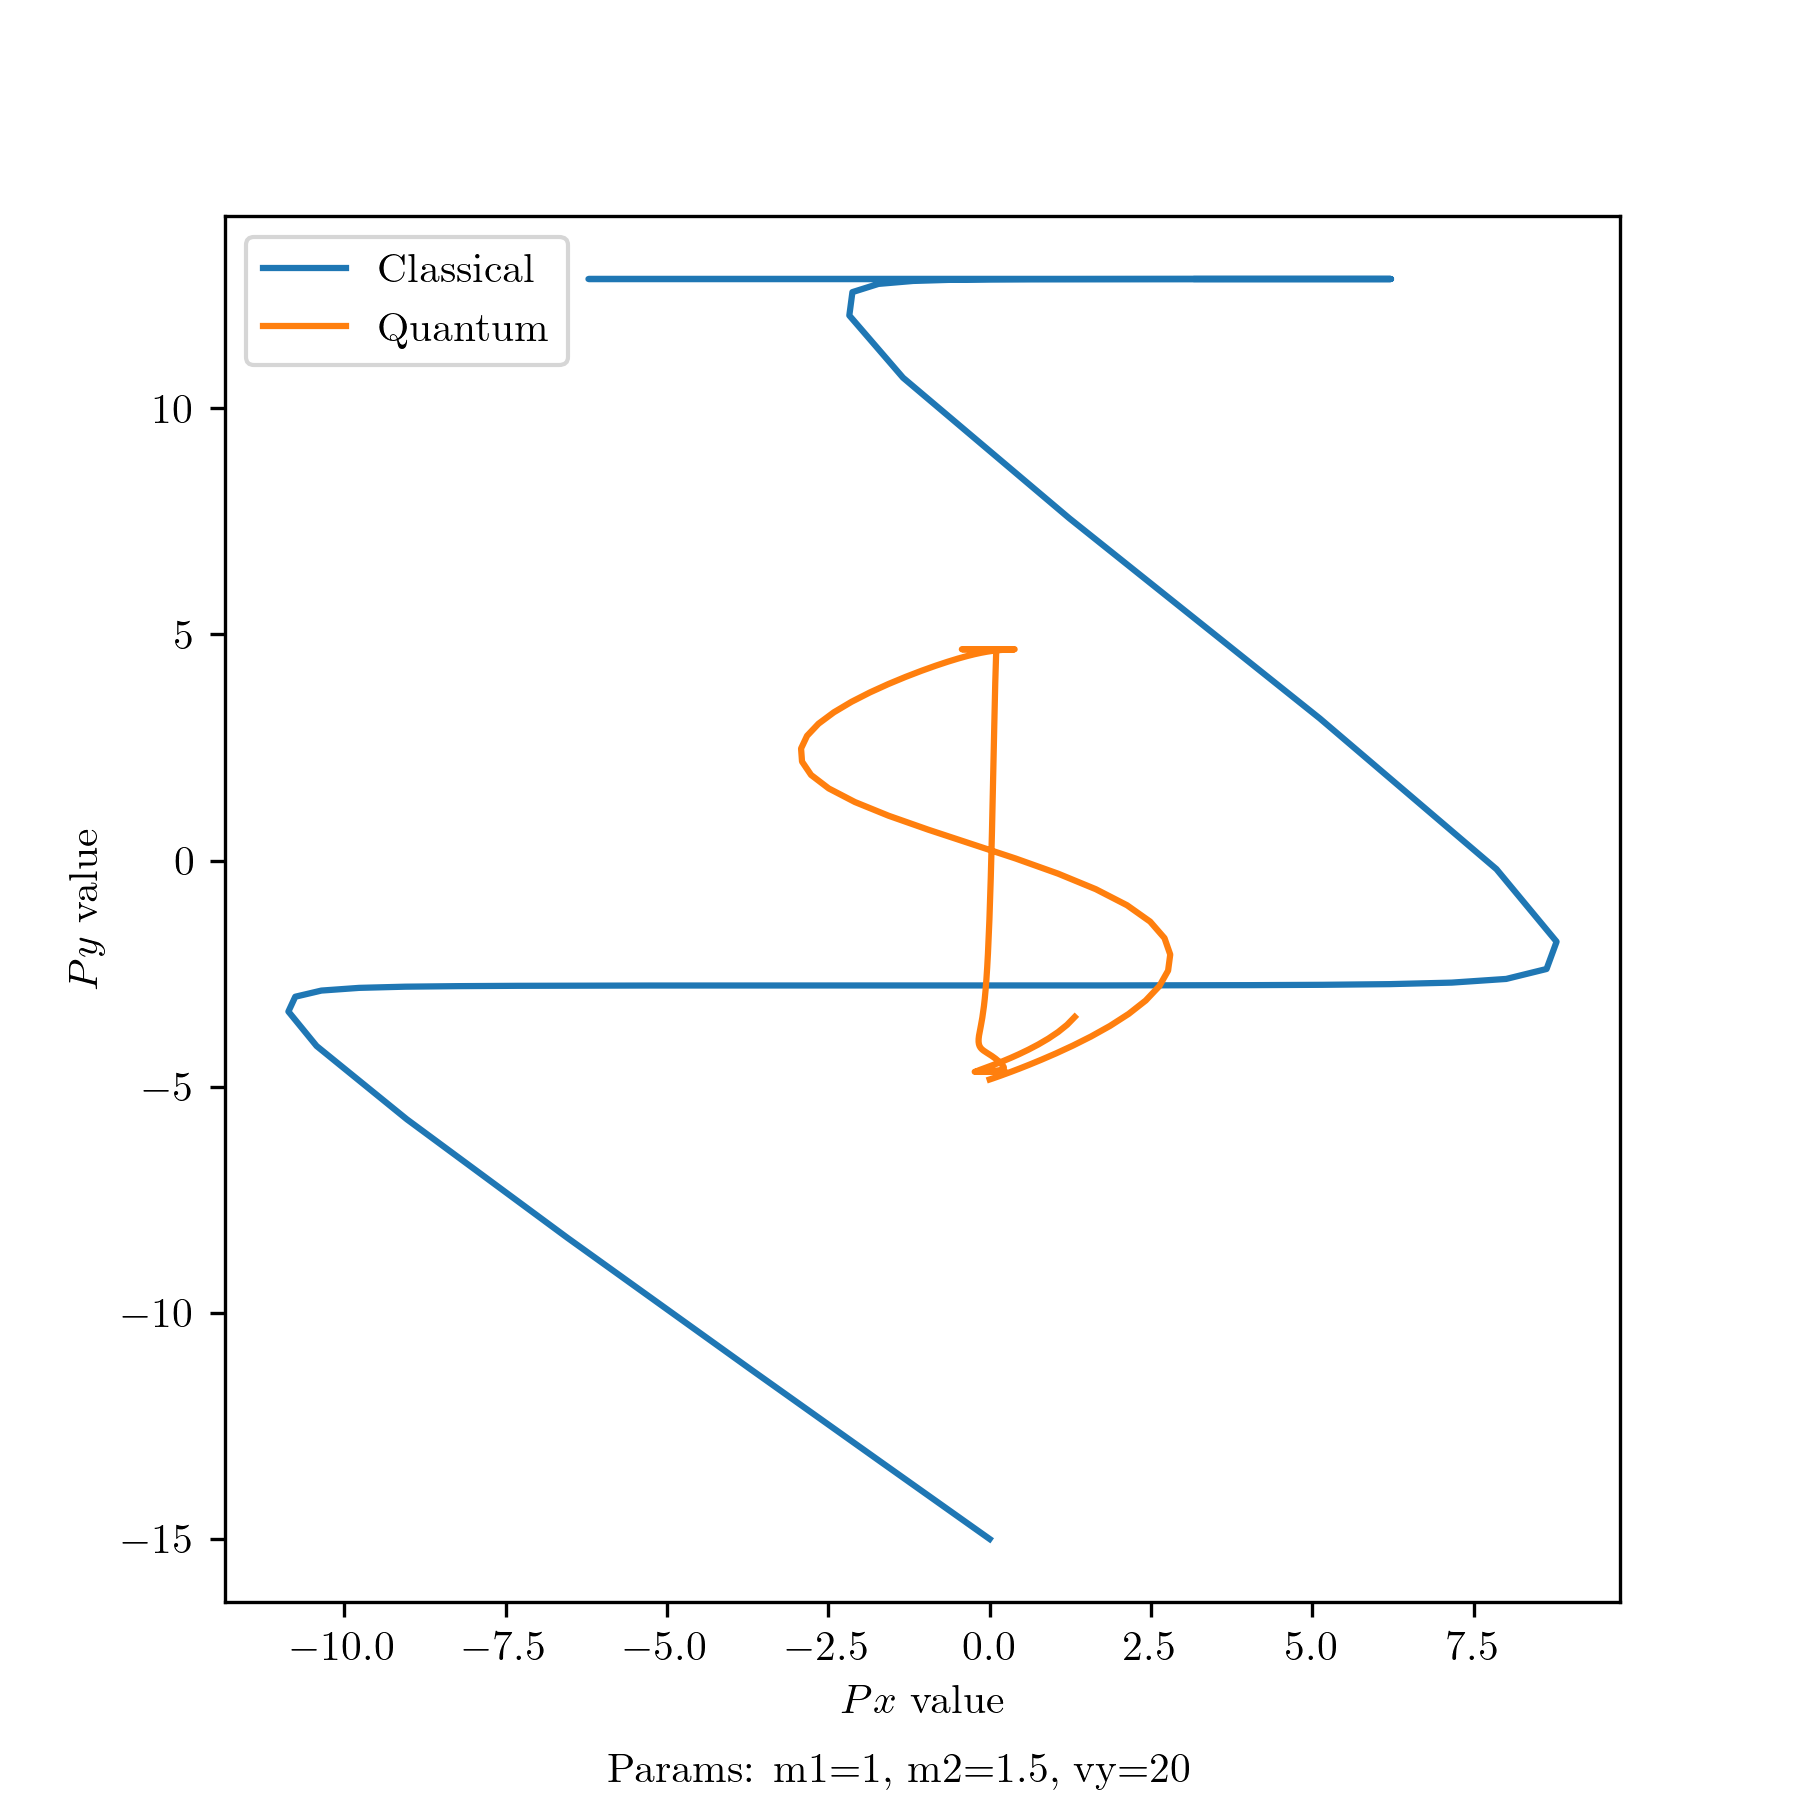 Classical
Quantum
10
5
0
−5
−10
−15
Py value
−10.0 −7.5 −5.0 −2.5 0.0 2.5 5.0 7.5
Px value
Params: m1=1, m2=1.5, vy=20